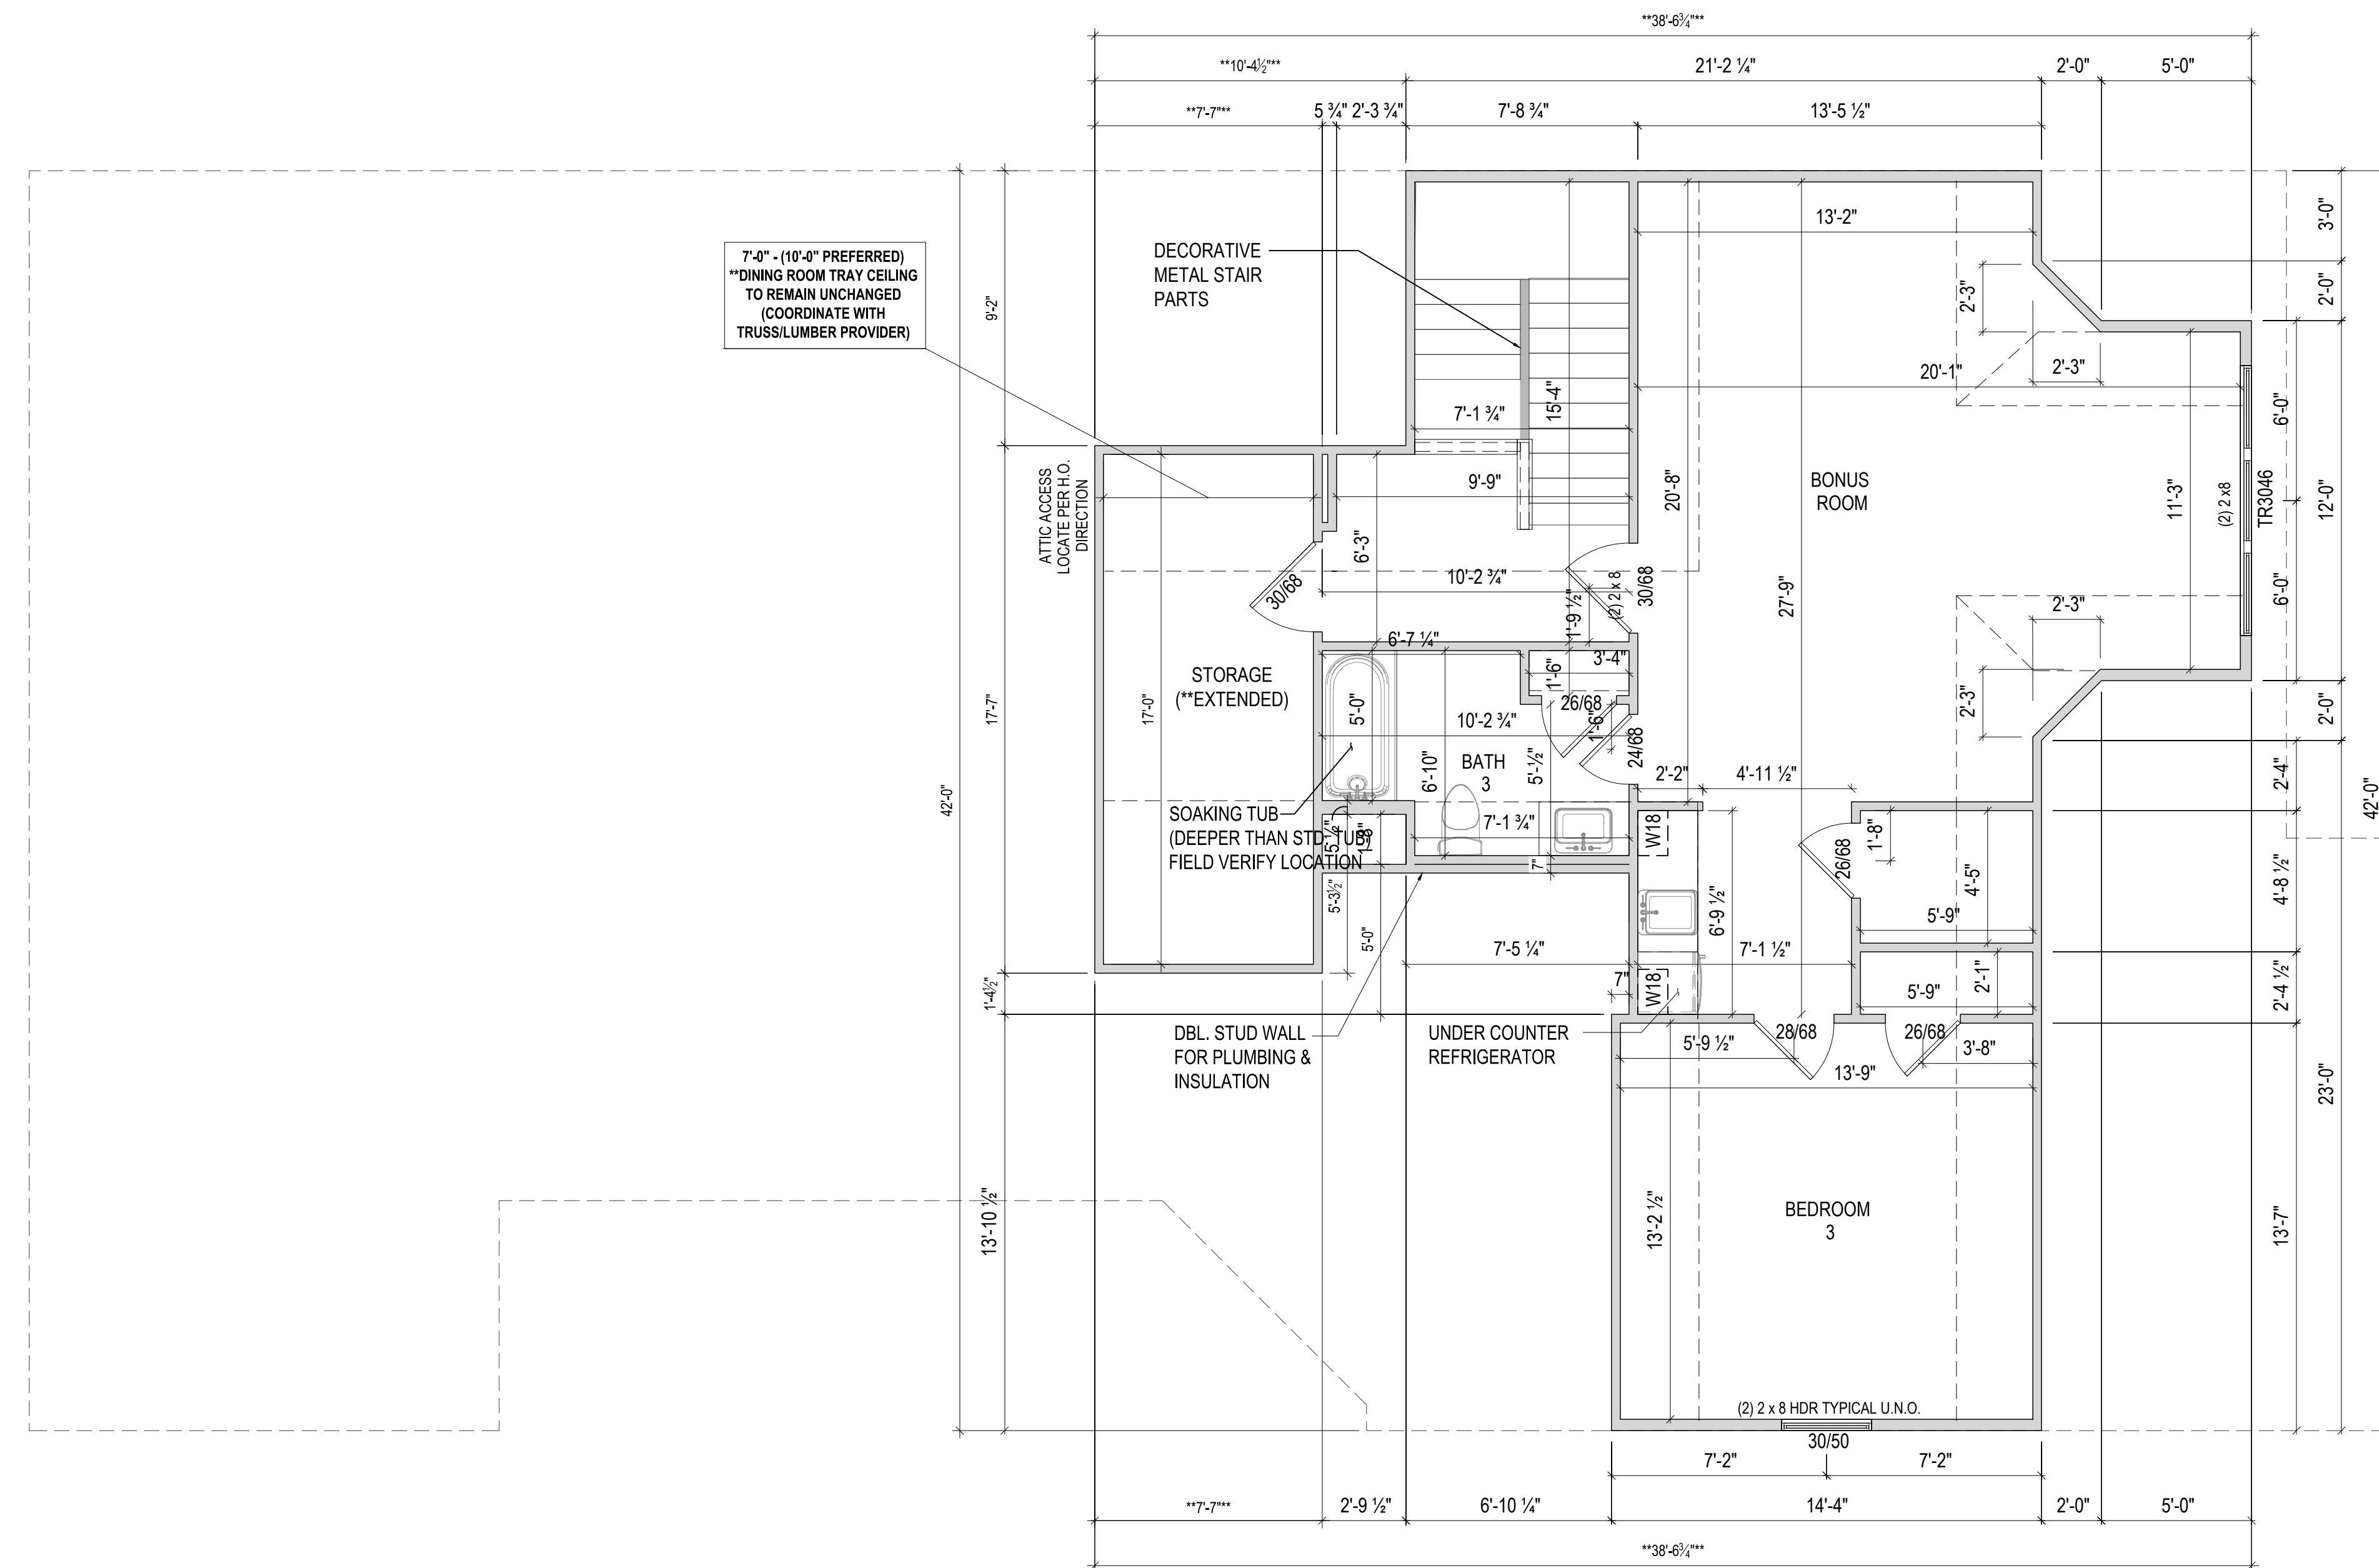 **38'-6¾"**
**10'-4½"**
21'-2 ¼"
2'-0"
5'-0"
**7'-7"**
5 ¾"
2'-3 ¾"
7'-8 ¾"
13'-5 ½"
7'-0" - (10'-0" PREFERRED)
**DINING ROOM TRAY CEILING
TO REMAIN UNCHANGED
(COORDINATE WITH
TRUSS/LUMBER PROVIDER)
DECORATIVE
METAL STAIR
PARTS
9'-2"
13'-2"
3'-0"
2'-3"
2'-0"
20'-1"
2'-3"
7'-1 ¾"
15'-4"
6'-0"
ATTIC ACCESS
LOCATE PER H.O.
DIRECTION
9'-9"
20'-8"
BONUS
ROOM
11'-3"
(2) 2 x8
TR3046
12'-0"
6'-3"
30/68
10'-2 ¾"
1'-9 ½"
(2) 2 x 8
30/68
27'-9"
2'-3"
6'-0"
6'-7 ¼"
STORAGE
(**EXTENDED)
17'-0"
17'-7"
3'-4"
1'-6"
26/68
5'-0"
10'-2 ¾"
1'-6"
24/68
2'-3"
2'-0"
6'-10"
BATH
3
5'-½"
2'-2"
4'-11 ½"
2'-4"
42'-0"
42'-0"
SOAKING TUB
(DEEPER THAN STD. TUB)
FIELD VERIFY LOCATION
5 ½"
1'-8"
7'-1 ¾"
7"
W18
26/68
1'-8"
4'-5"
4'-8 ½"
5'-3½"
5'-0"
6'-9 ½"
5'-9"
7'-5 ¼"
7'-1 ½"
7"
W18
5'-9"
2'-1"
2'-4 ½"
1'-4½"
DBL. STUD WALL
FOR PLUMBING &
INSULATION
UNDER COUNTER
REFRIGERATOR
5'-9 ½"
28/68
26/68
3'-8"
13'-9"
23'-0"
13'-10 ½"
13'-2 ½"
BEDROOM
3
13'-7"
(2) 2 x 8 HDR TYPICAL U.N.O.
30/50
7'-2"
7'-2"
**7'-7"**
2'-9 ½"
6'-10 ¼"
14'-4"
2'-0"
5'-0"
**38'-6¾"**